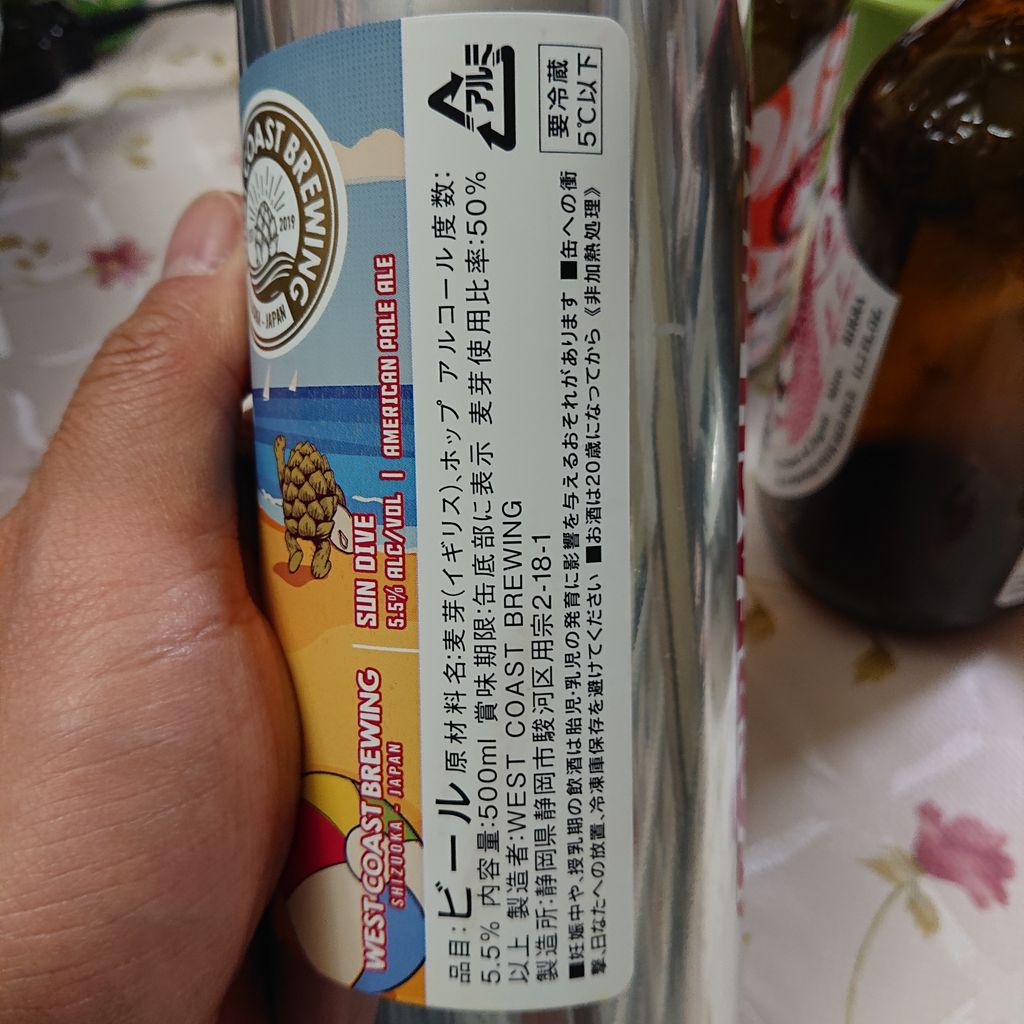 COAST BREWING
2019
JAPAN
WEST COAST BREWING
SHIZUOKA - JAPAN
SUN DIVE
5.5% ALC/VOL | AMERICAN PALE ALE
品目:ビール 原材料名:麦芽(イギリス)、ホップ アルコール度数:
5.5% 内容量:500ml 賞味期限:缶底部に表示 麦芽使用比率:50%
以上 製造者:WEST COAST BREWING
製造所:静岡県静岡市駿河区用宗2-18-1
■妊娠中や、授乳期の飲酒は胎児・乳児の発育に影響を与えるおそれがあります ■缶への衝
撃、日なたへの放置、冷凍庫保存を避けてください ■お酒は20歳になってから 《非加熱処理》
アルミ
要冷蔵
5℃以下